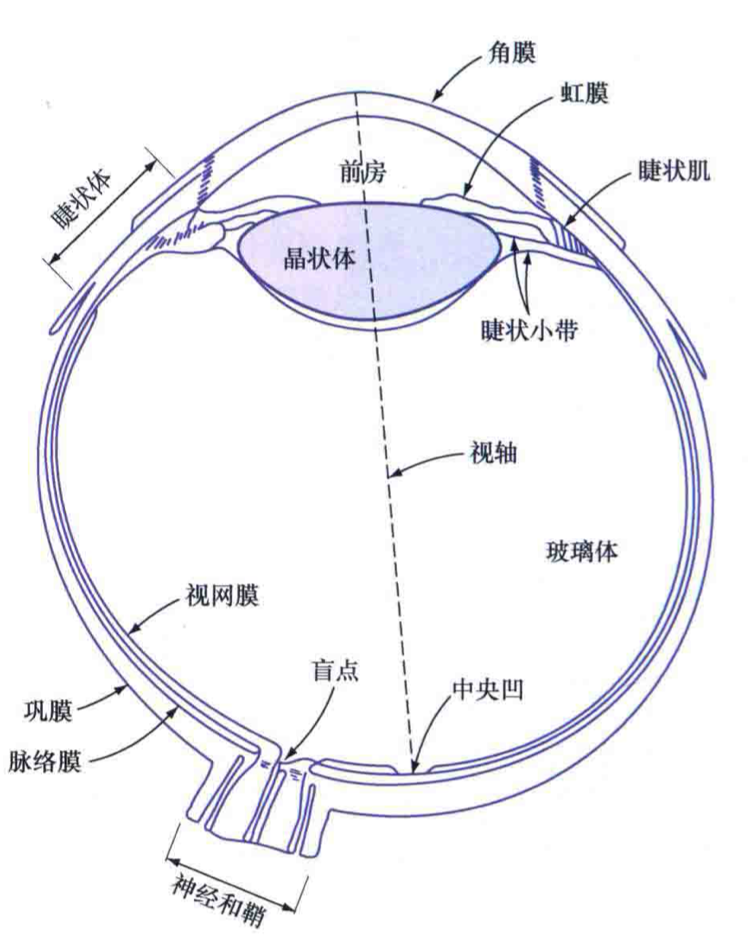 角膜
虹膜
前房
睫状肌
睫状体
晶状体
睫状小带
视轴
玻璃体
视网膜
盲点
中央凹
巩膜
脉络膜
神经和鞘